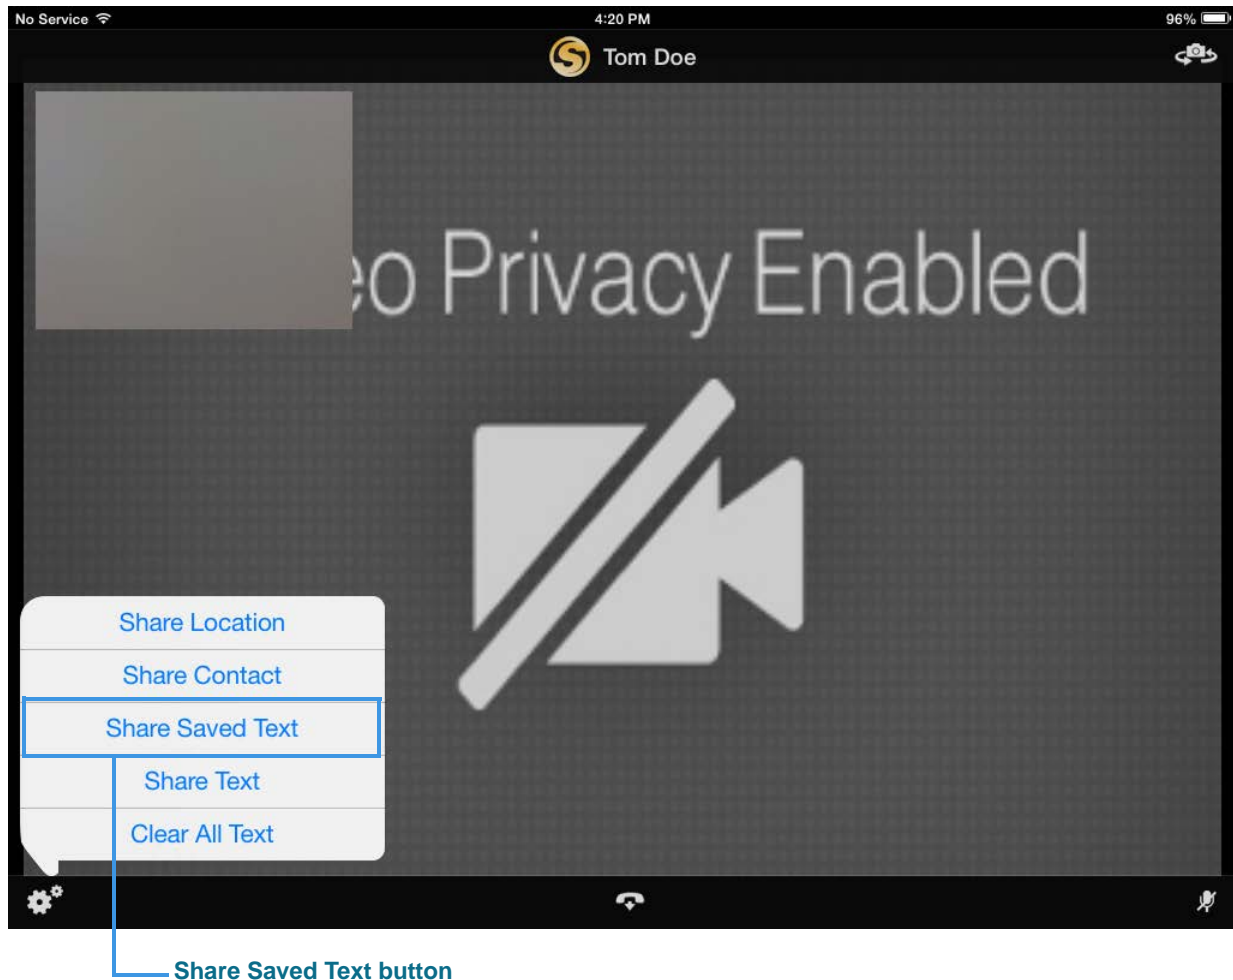 No Service 4:20 PM 96%
Tom Doe
eo Privacy Enabled
Share Location
Share Contact
Share Saved Text
Share Text
Clear All Text
Share Saved Text button